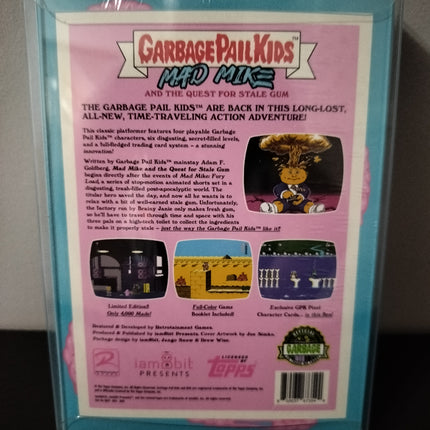 GARBAGE PAIL KIDS™
MAD MIKE
AND THE QUEST FOR STALE GUM
THE GARBAGE PAIL KIDS™ ARE BACK IN THIS LONG-LOST,
ALL-NEW, TIME-TRAVELING ACTION ADVENTURE!
This classic platformer features four playable Garbage
Pail Kids™ characters, six disgusting, secret-filled levels,
and a full-fledged trading card system – a stunning
innovation!
Written by Garbage Pail Kids™ mainstay Adam F.
Goldberg, Mad Mike and the Quest for Stale Gum
begins directly after the events of Mad Mike Fury
Load, a series of stop-motion animated shorts set in a
disgusting, trash-filled post-apocalyptic world. The
titular hero saved the day, and now all he wants is to
relax with a bit of well-earned stale gum. Unfortunately,
the factory run by Brainy Janie only makes fresh gum,
so he'll have to travel through time and space with his
three pals on a high-tech toilet to collect the ingredients
to make it properly stale – just the way the Garbage Pail Kids™ like it!
Limited Edition!
Only 4,000 Made!
Full-Color Game
Booklet Included!
Exclusive GPK Pixel
Character Cards... in this Box!
Restored & Developed by Retrotainment Games.
Produced & Published by iam8bit Presents. Cover Artwork by Joe Simko.
Package design by iam8bit, Jango Snow & Drew Wise.
iam8bit
PRESENTS
LICENSED
BY
Topps
GARBAGE